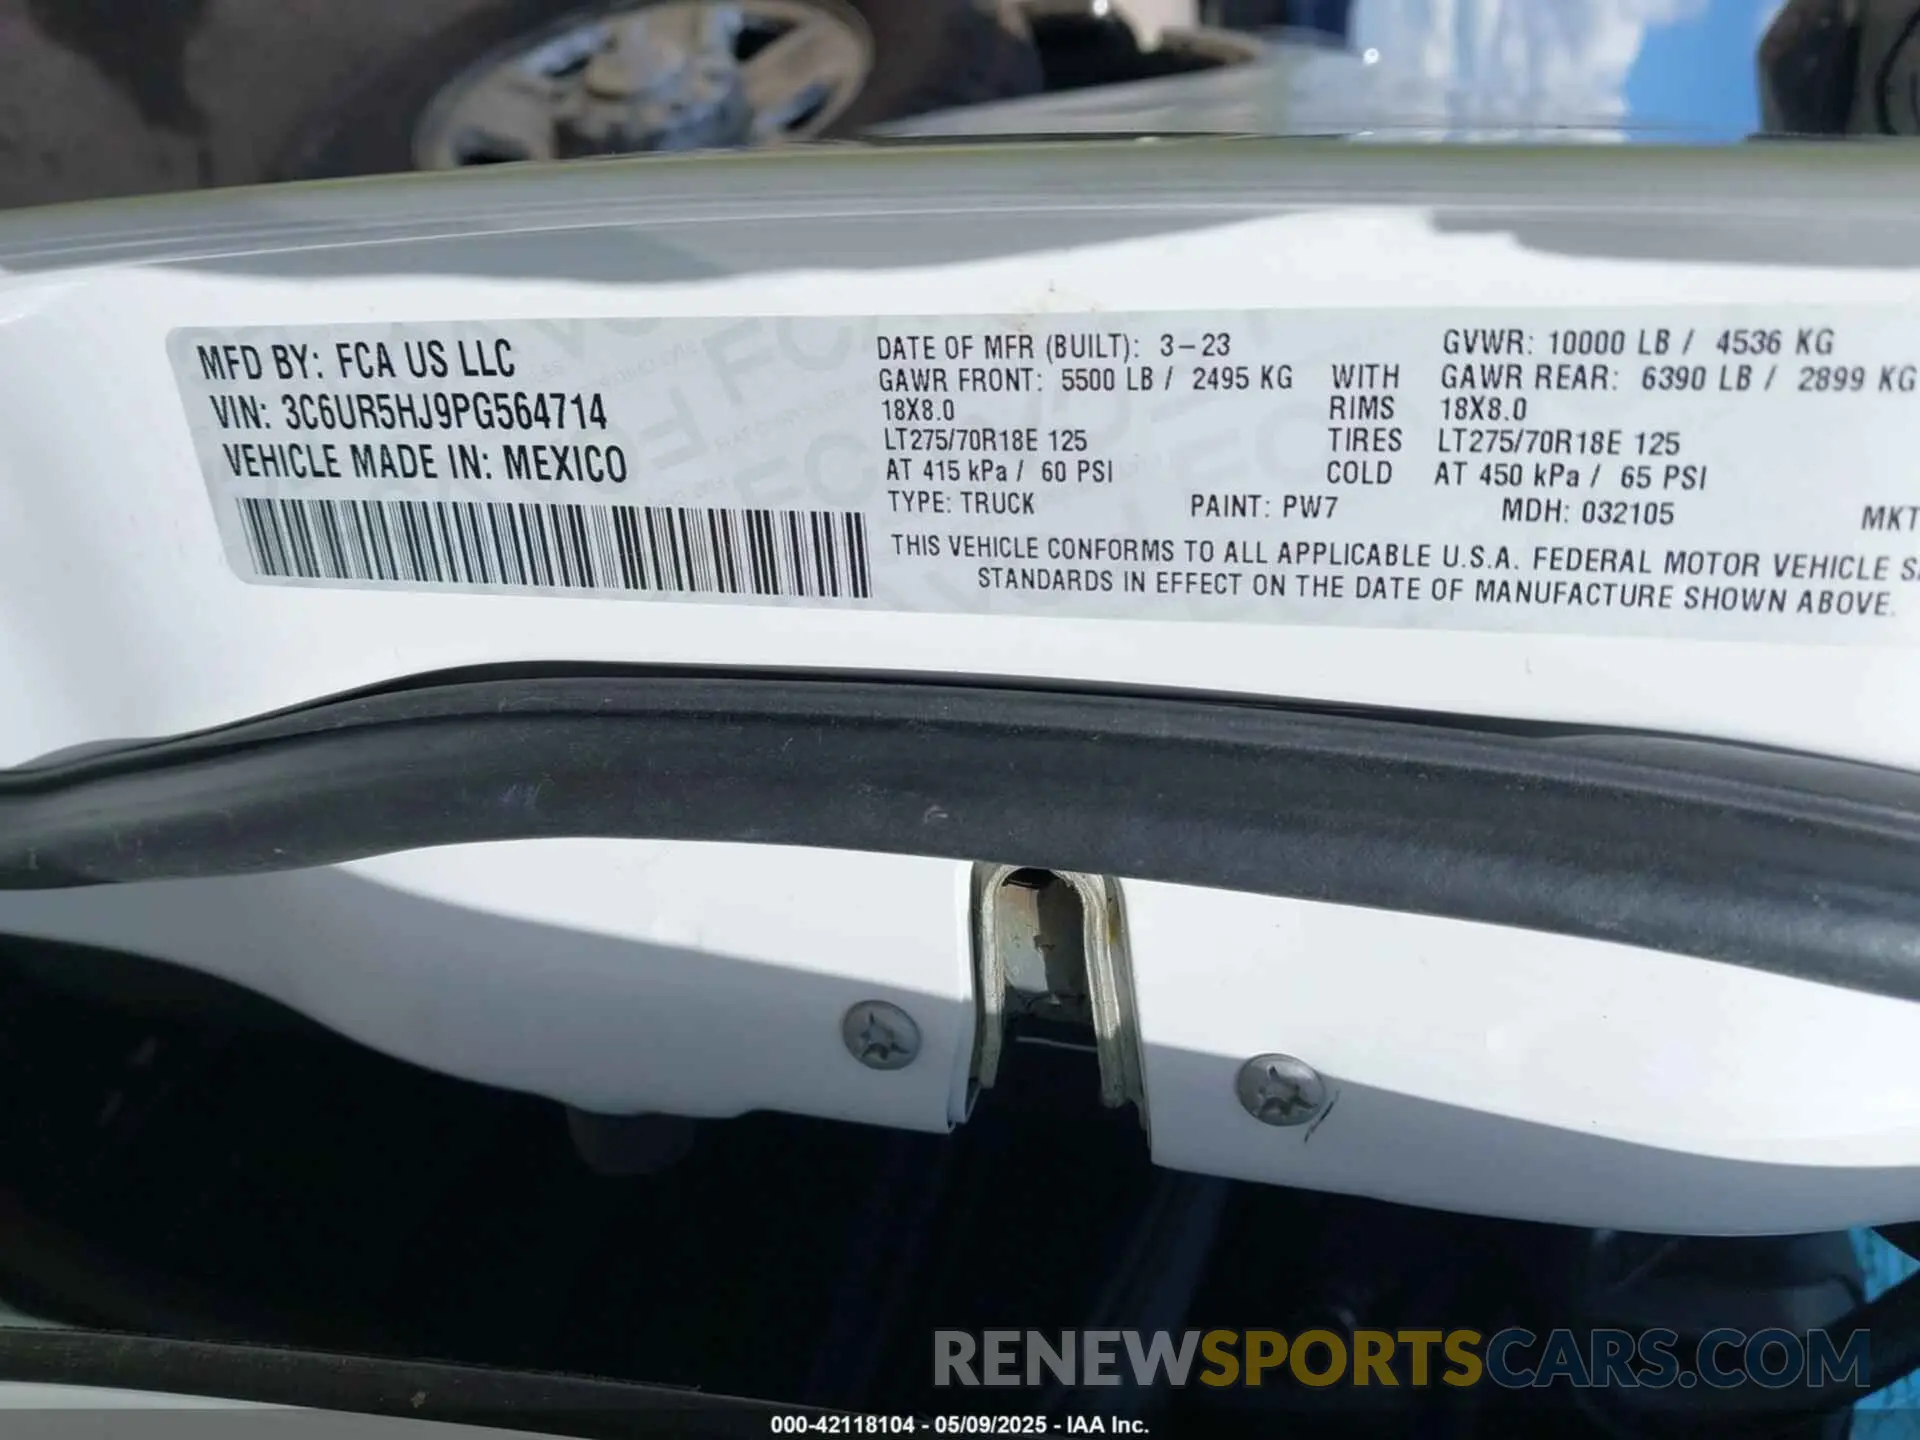 MFD BY: FCA US LLC
VIN: 3C6UR5HJ9PG564714
VEHICLE MADE IN: MEXICO
DATE OF MFR (BUILT): 3-23 GVWR: 10000 LB / 4536 KG
GAWR FRONT: 5500 LB / 2495 KG WITH GAWR REAR: 6390 LB / 2899 KG
18X8.0 RIMS 18X8.0
LT275/70R18E 125 TIRES LT275/70R18E 125
AT 415 kPa / 60 PSI COLD AT 450 kPa / 65 PSI
TYPE: TRUCK PAINT: PW7 MDH: 032105 MKT
THIS VEHICLE CONFORMS TO ALL APPLICABLE U.S.A. FEDERAL MOTOR VEHICLE
STANDARDS IN EFFECT ON THE DATE OF MANUFACTURE SHOWN ABOVE.
RENEWSPORTSCARS.COM
000-42118104 - 05/09/2025 - IAA Inc.